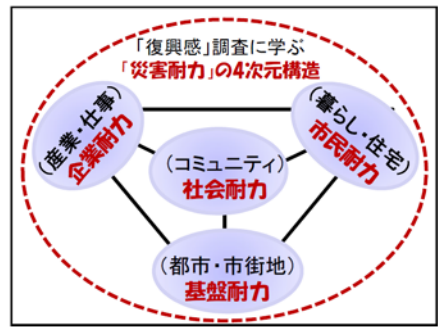 「復興感」調査に学ぶ
「災害耐力」の4次元構造
(産業・仕事)
企業耐力
(暮らし・住宅)
市民耐力
(コミュニティ)
社会耐力
(都市・市街地)
基盤耐力